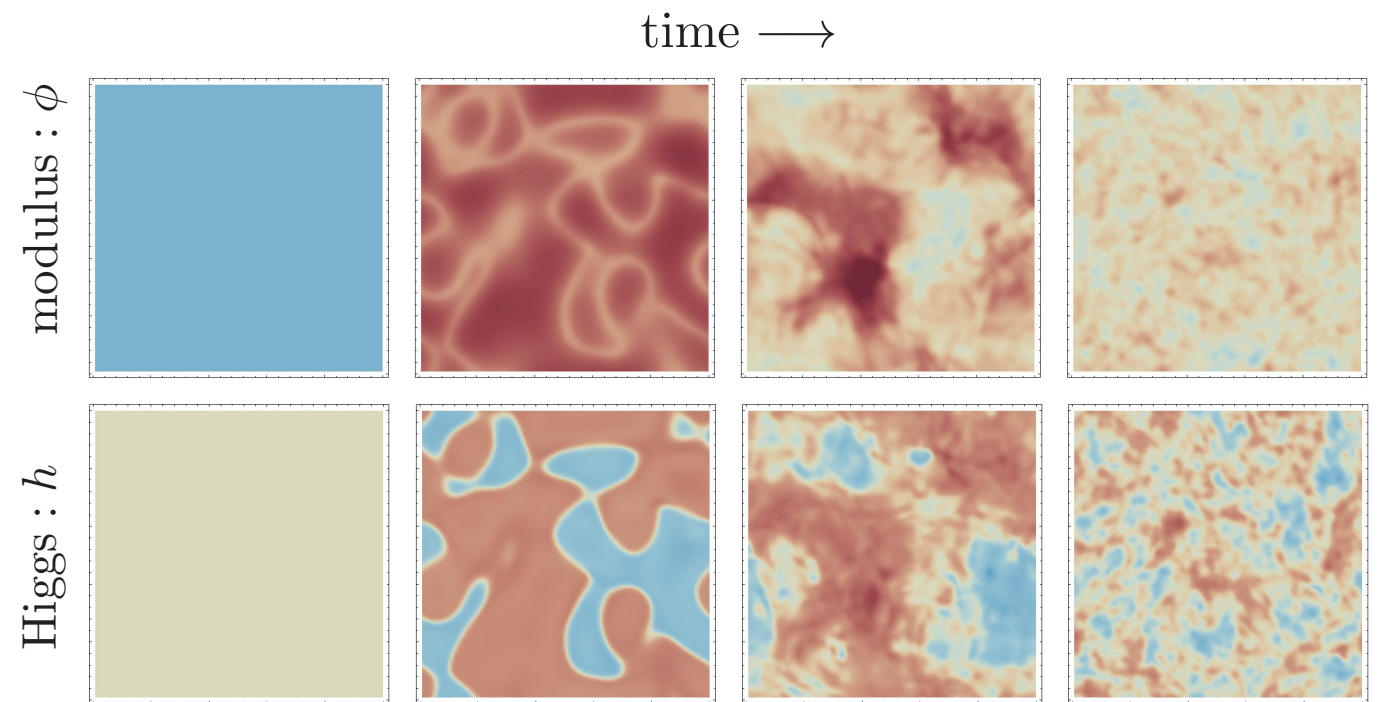 time ⟶
modulus : ϕ
Higgs : h